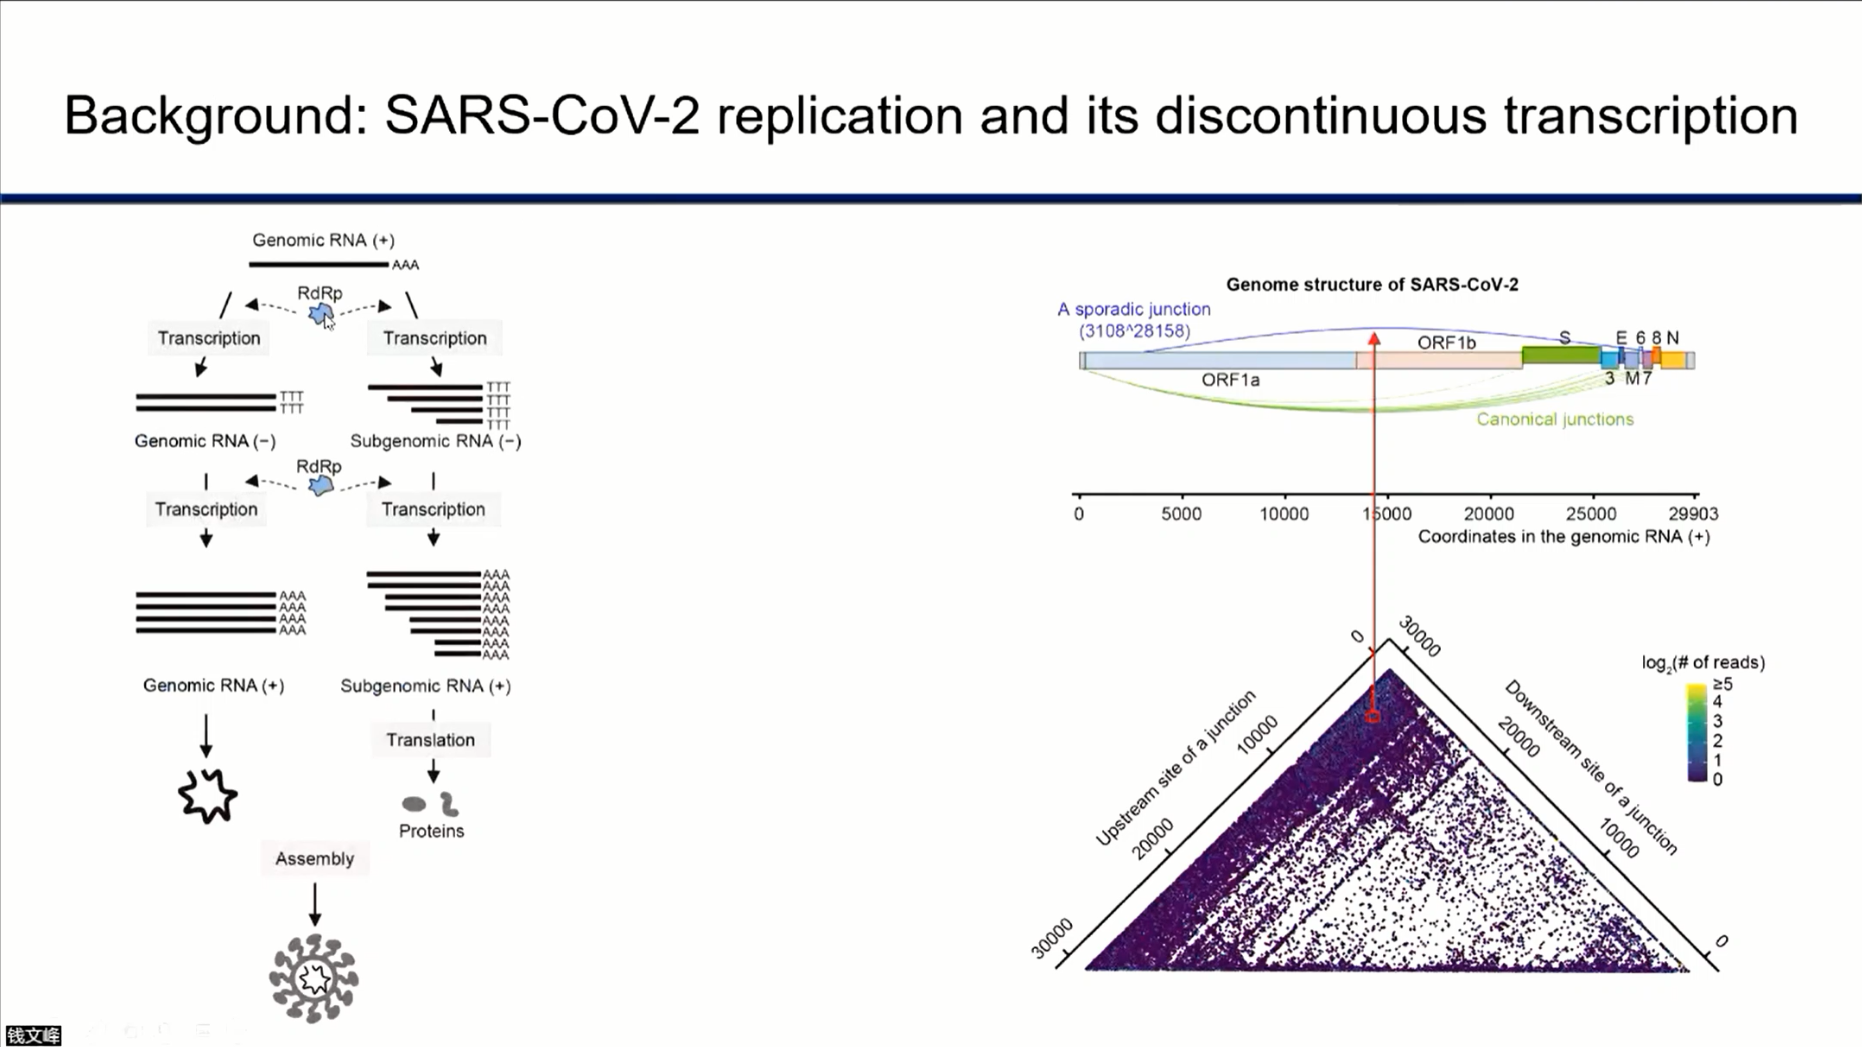 Background: SARS-CoV-2 replication and its discontinuous transcription
Genomic RNA (+)
AAA
RdRp
Transcription
Transcription
TTT
TTT
Genomic RNA (−)
TTT
TTT
TTT
TTT
Subgenomic RNA (−)
RdRp
Transcription
Transcription
AAA
AAA
AAA
AAA
Genomic RNA (+)
AAA
AAA
AAA
AAA
AAA
AAA
AAA
AAA
Subgenomic RNA (+)
Translation
Proteins
Assembly
Genome structure of SARS-CoV-2
A sporadic junction
(3108^28158)
ORF1a
ORF1b
S
E 6 8 N
3 M 7
Canonical junctions
0 5000 10000 15000 20000 25000 29903
Coordinates in the genomic RNA (+)
0
10000
20000
30000
Upstream site of a junction
30000
20000
10000
0
Downstream site of a junction
log2(# of reads)
≥5
4
3
2
1
0
钱文峰